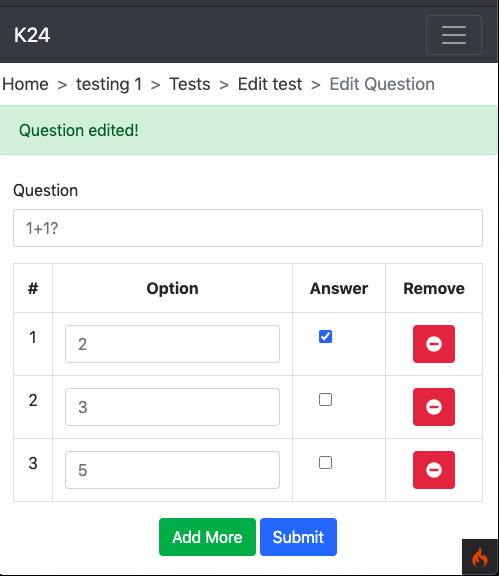 K24
Home > testing 1 > Tests > Edit test > Edit Question
Question edited!
Question
1+1?
# Option Answer Remove
1 2
2 3
3 5
Add More Submit